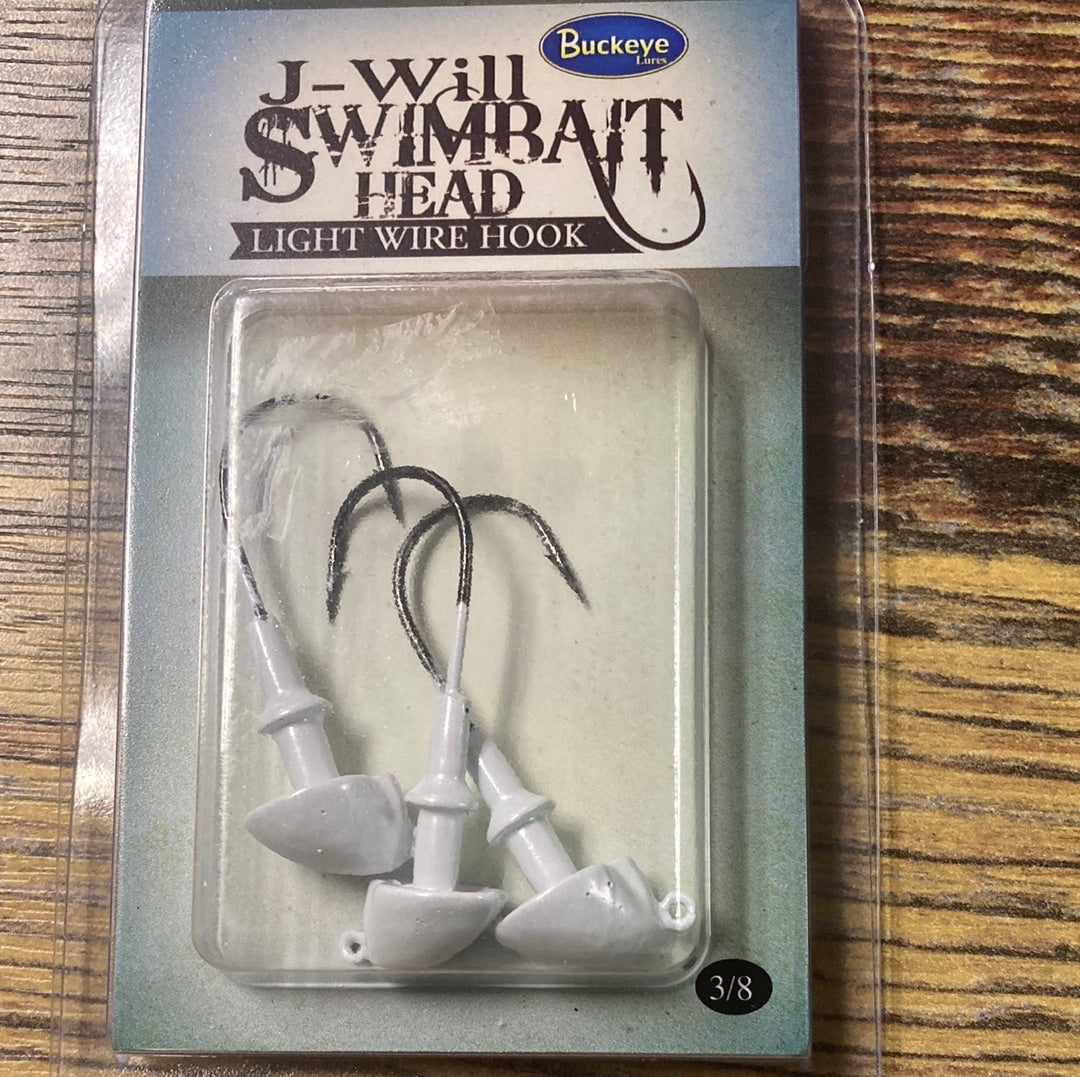 Buckeye
Lures
J-Will
SWIMBAIT
HEAD
LIGHT WIRE HOOK
3/8